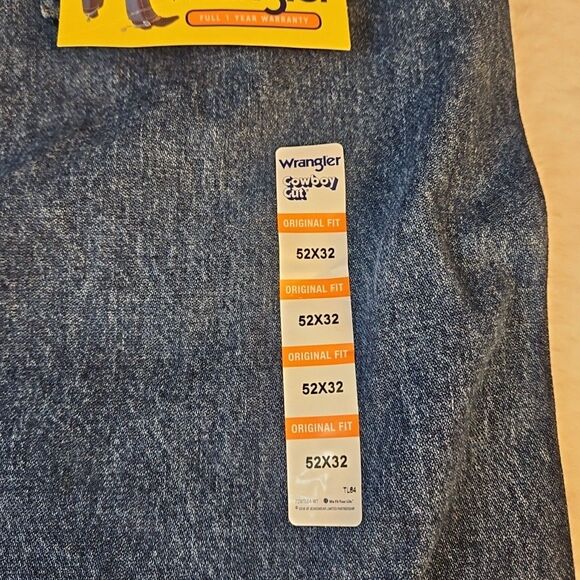 FULL 1 YEAR WARRANTY
Wrangler
Cowboy
Cut
ORIGINAL FIT
52X32
ORIGINAL FIT
52X32
ORIGINAL FIT
52X32
ORIGINAL FIT
52X32
TL64